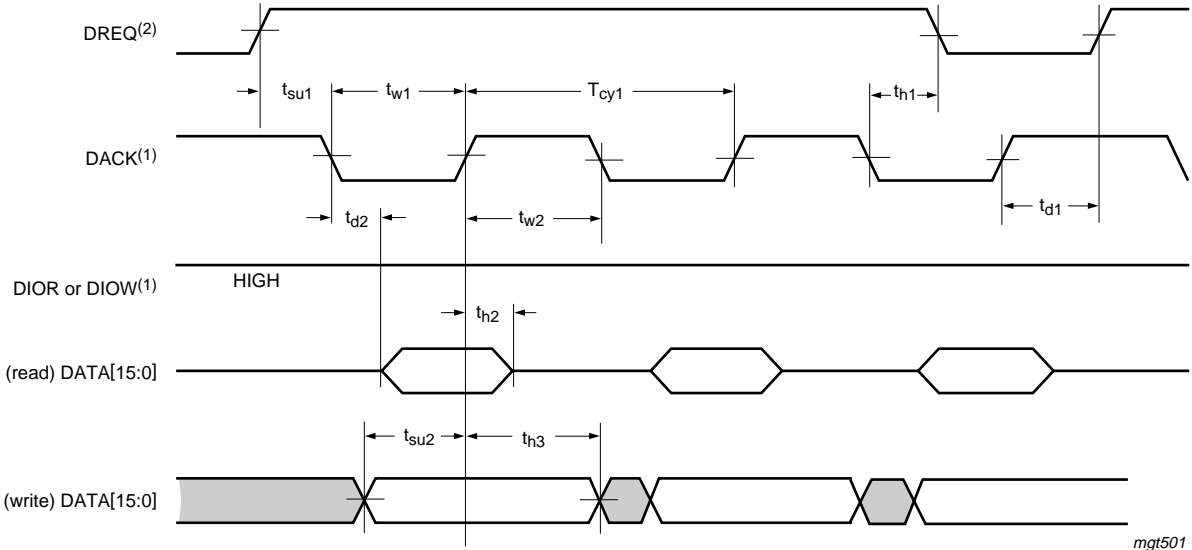 DREQ(2)
tsu1
tw1
Tcy1
th1
DACK(1)
td2
tw2
td1
DIOR or DIOW(1)
HIGH
th2
(read) DATA[15:0]
tsu2
th3
(write) DATA[15:0]
mgt501